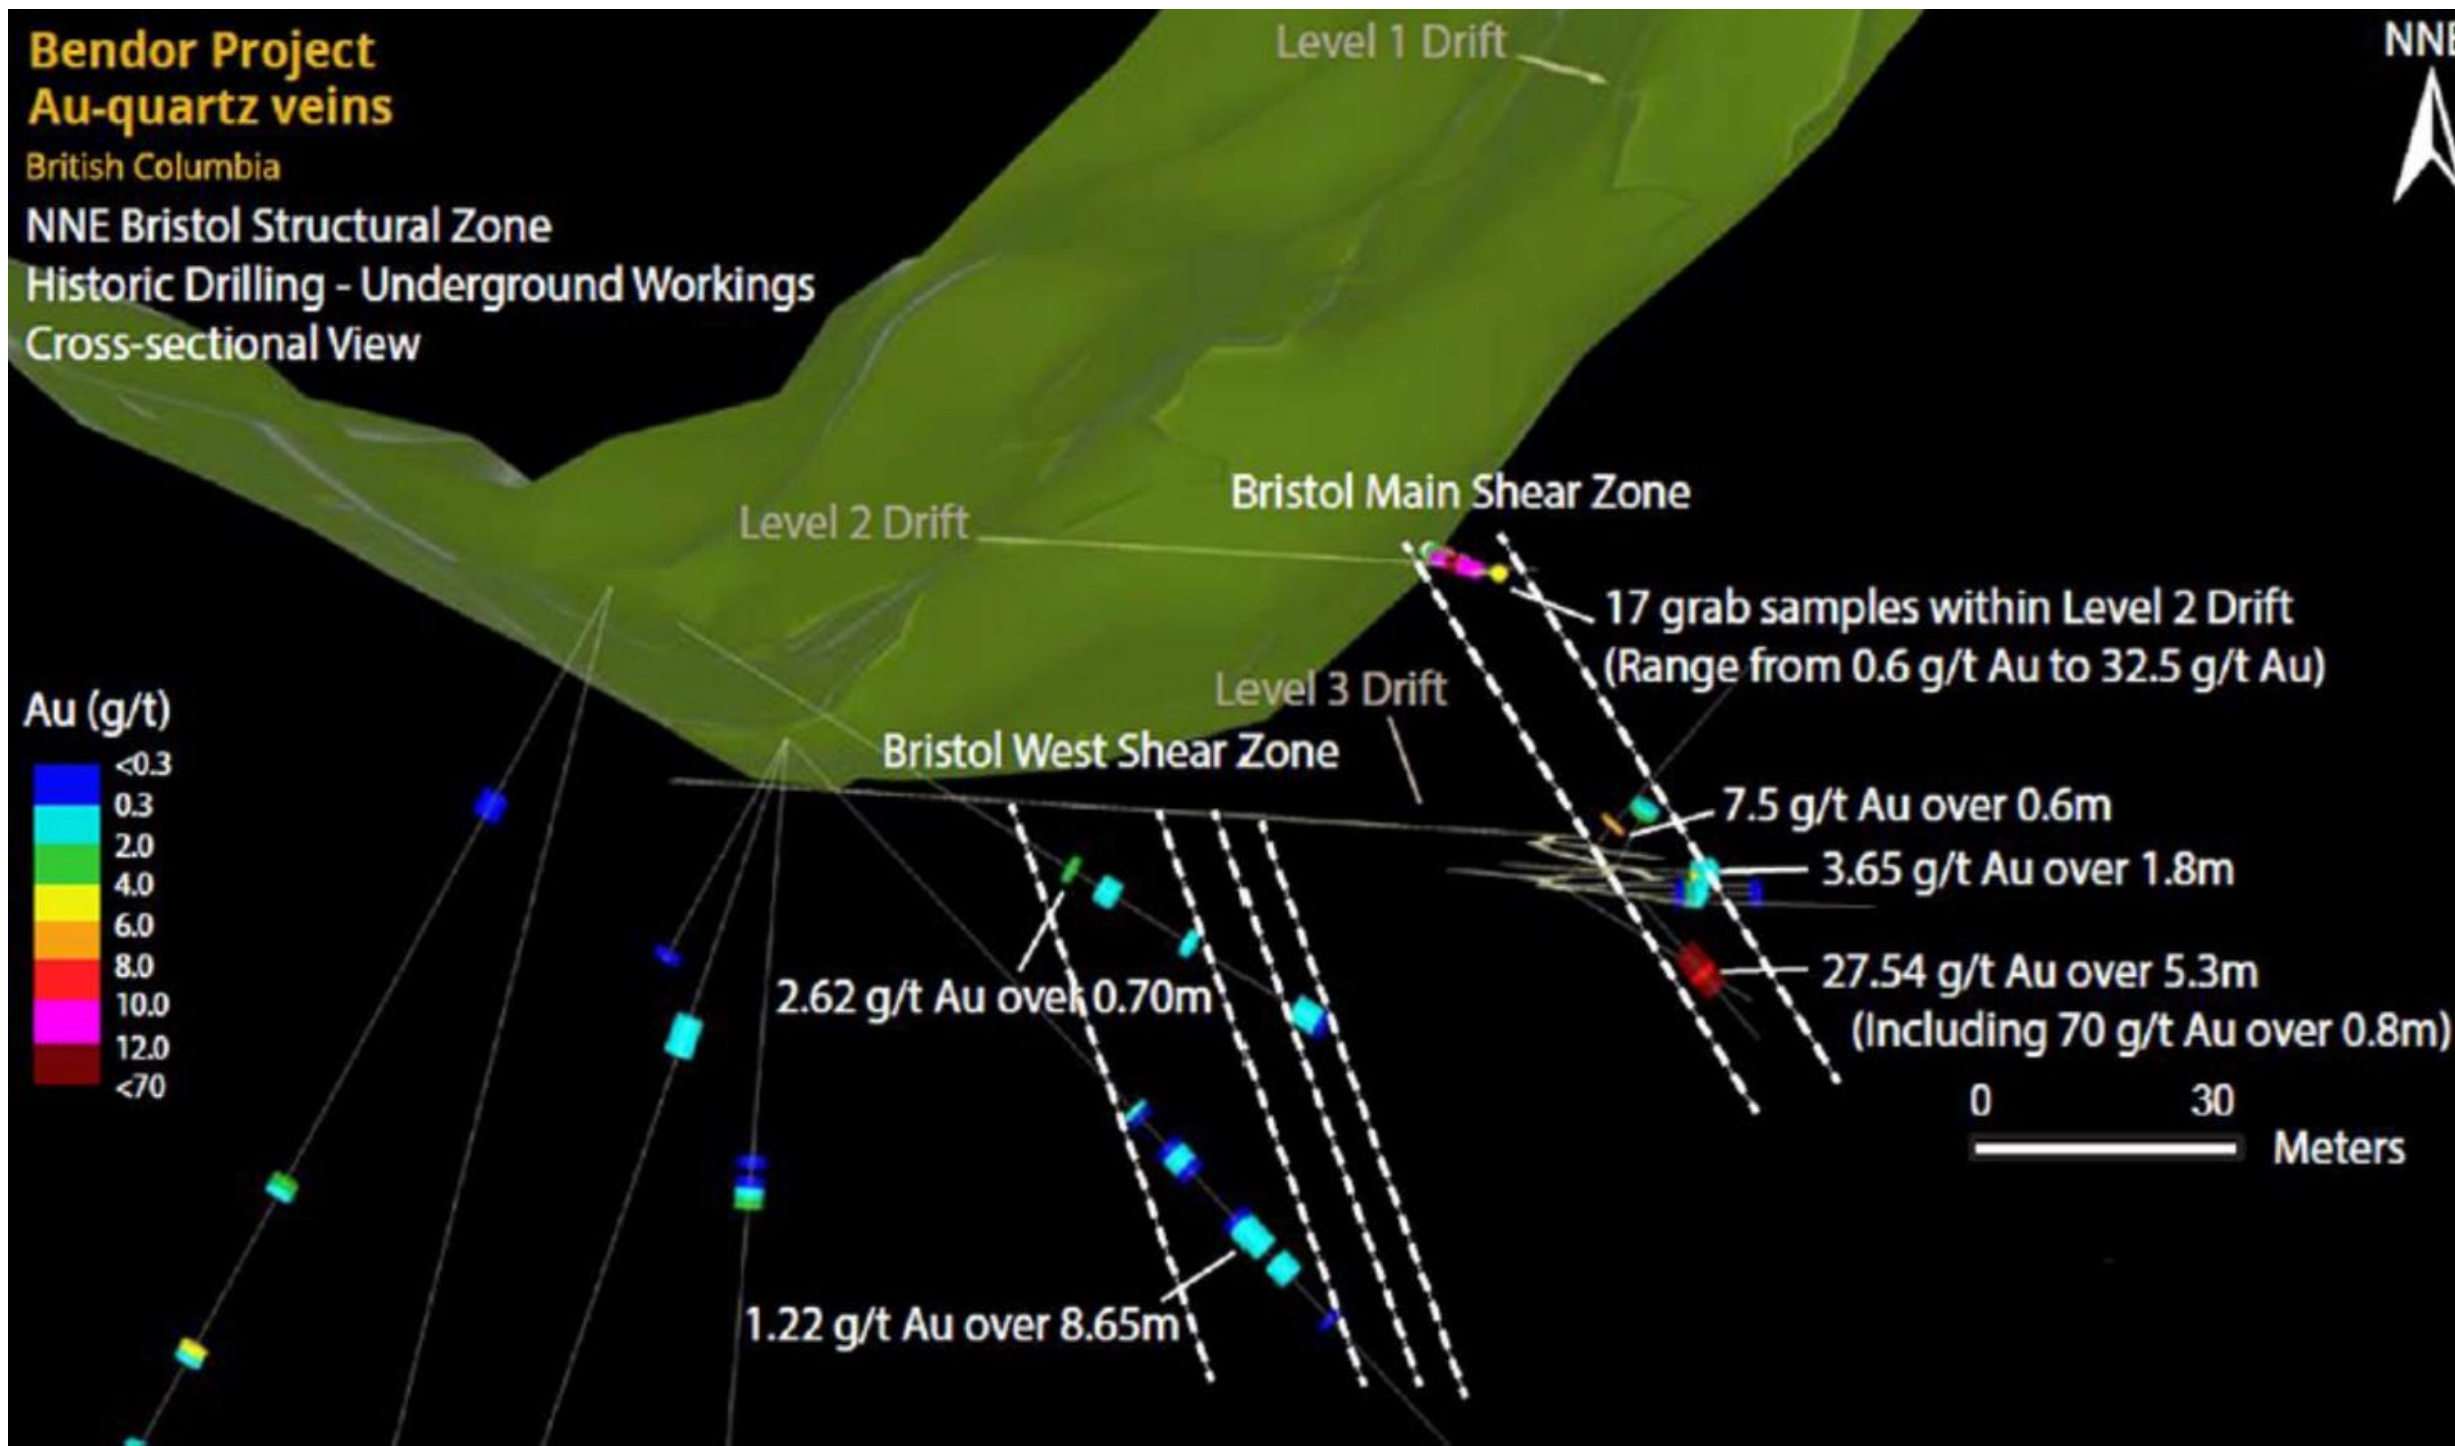 Bendor Project
Au-quartz veins
British Columbia
NNE Bristol Structural Zone
Historic Drilling - Underground Workings
Cross-sectional View
Level 1 Drift
NNE
Bristol Main Shear Zone
Level 2 Drift
17 grab samples within Level 2 Drift
(Range from 0.6 g/t Au to 32.5 g/t Au)
Level 3 Drift
Bristol West Shear Zone
7.5 g/t Au over 0.6m
3.65 g/t Au over 1.8m
27.54 g/t Au over 5.3m
(Including 70 g/t Au over 0.8m)
2.62 g/t Au over 0.70m
1.22 g/t Au over 8.65m
Au (g/t)
<0.3
0.3
2.0
4.0
6.0
8.0
10.0
12.0
<70
0 30
Meters